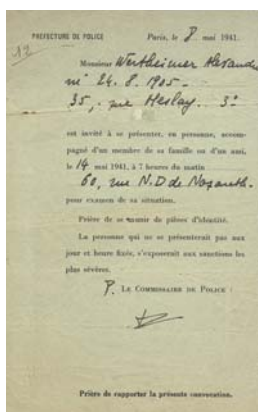 PREFECTURE DE POLICE
Paris, le 8 mai 1941.
12
Monsieur Wertheimer Alexandre
né 24. 8. 1905
35, rue Meslay. 3º
est invité à se présenter, en personne, accom-
pagné d'un membre de sa famille ou d'un ami,
le 14 mai 1941, à 7 heures du matin
60, rue N.D de Nazareth.
pour examen de sa situation.
Prière de se munir de pièces d'identité.
La personne qui ne se présenterait pas aux
jour et heure fixés, s'exposerait aux sanctions les
plus sévères.
P. LE COMMISSAIRE DE POLICE :
Prière de rapporter la présente convocation.